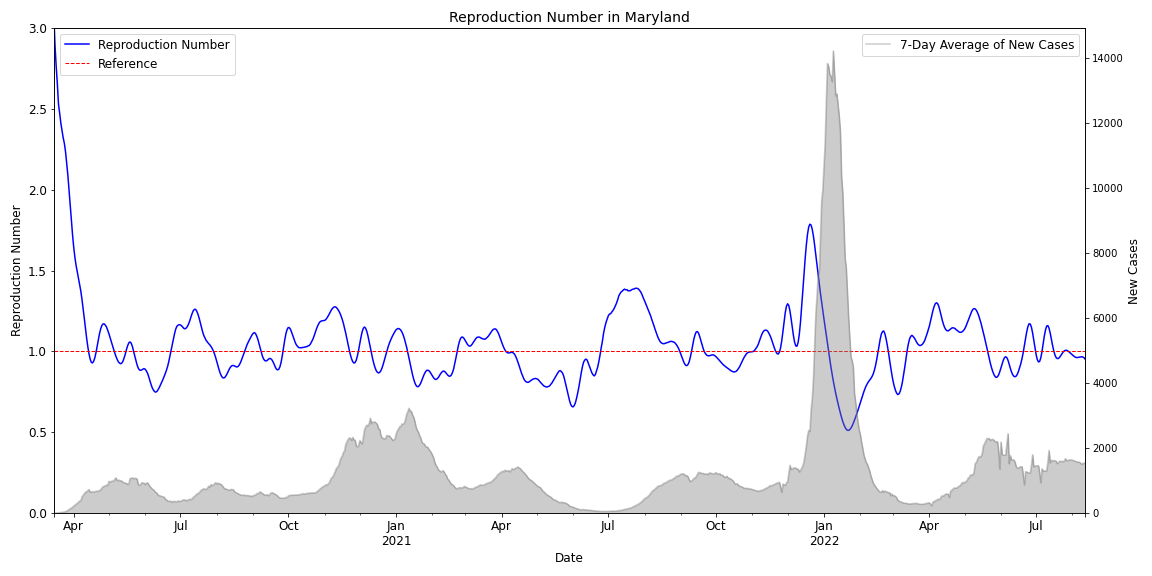 Reproduction Number in Maryland
Reproduction Number
Reference
7-Day Average of New Cases
3.0
2.5
2.0
1.5
1.0
0.5
0.0
Reproduction Number
14000
12000
10000
8000
6000
4000
2000
0
New Cases
Apr
Jul
Oct
Jan
2021
Apr
Jul
Oct
Jan
2022
Apr
Jul
Date